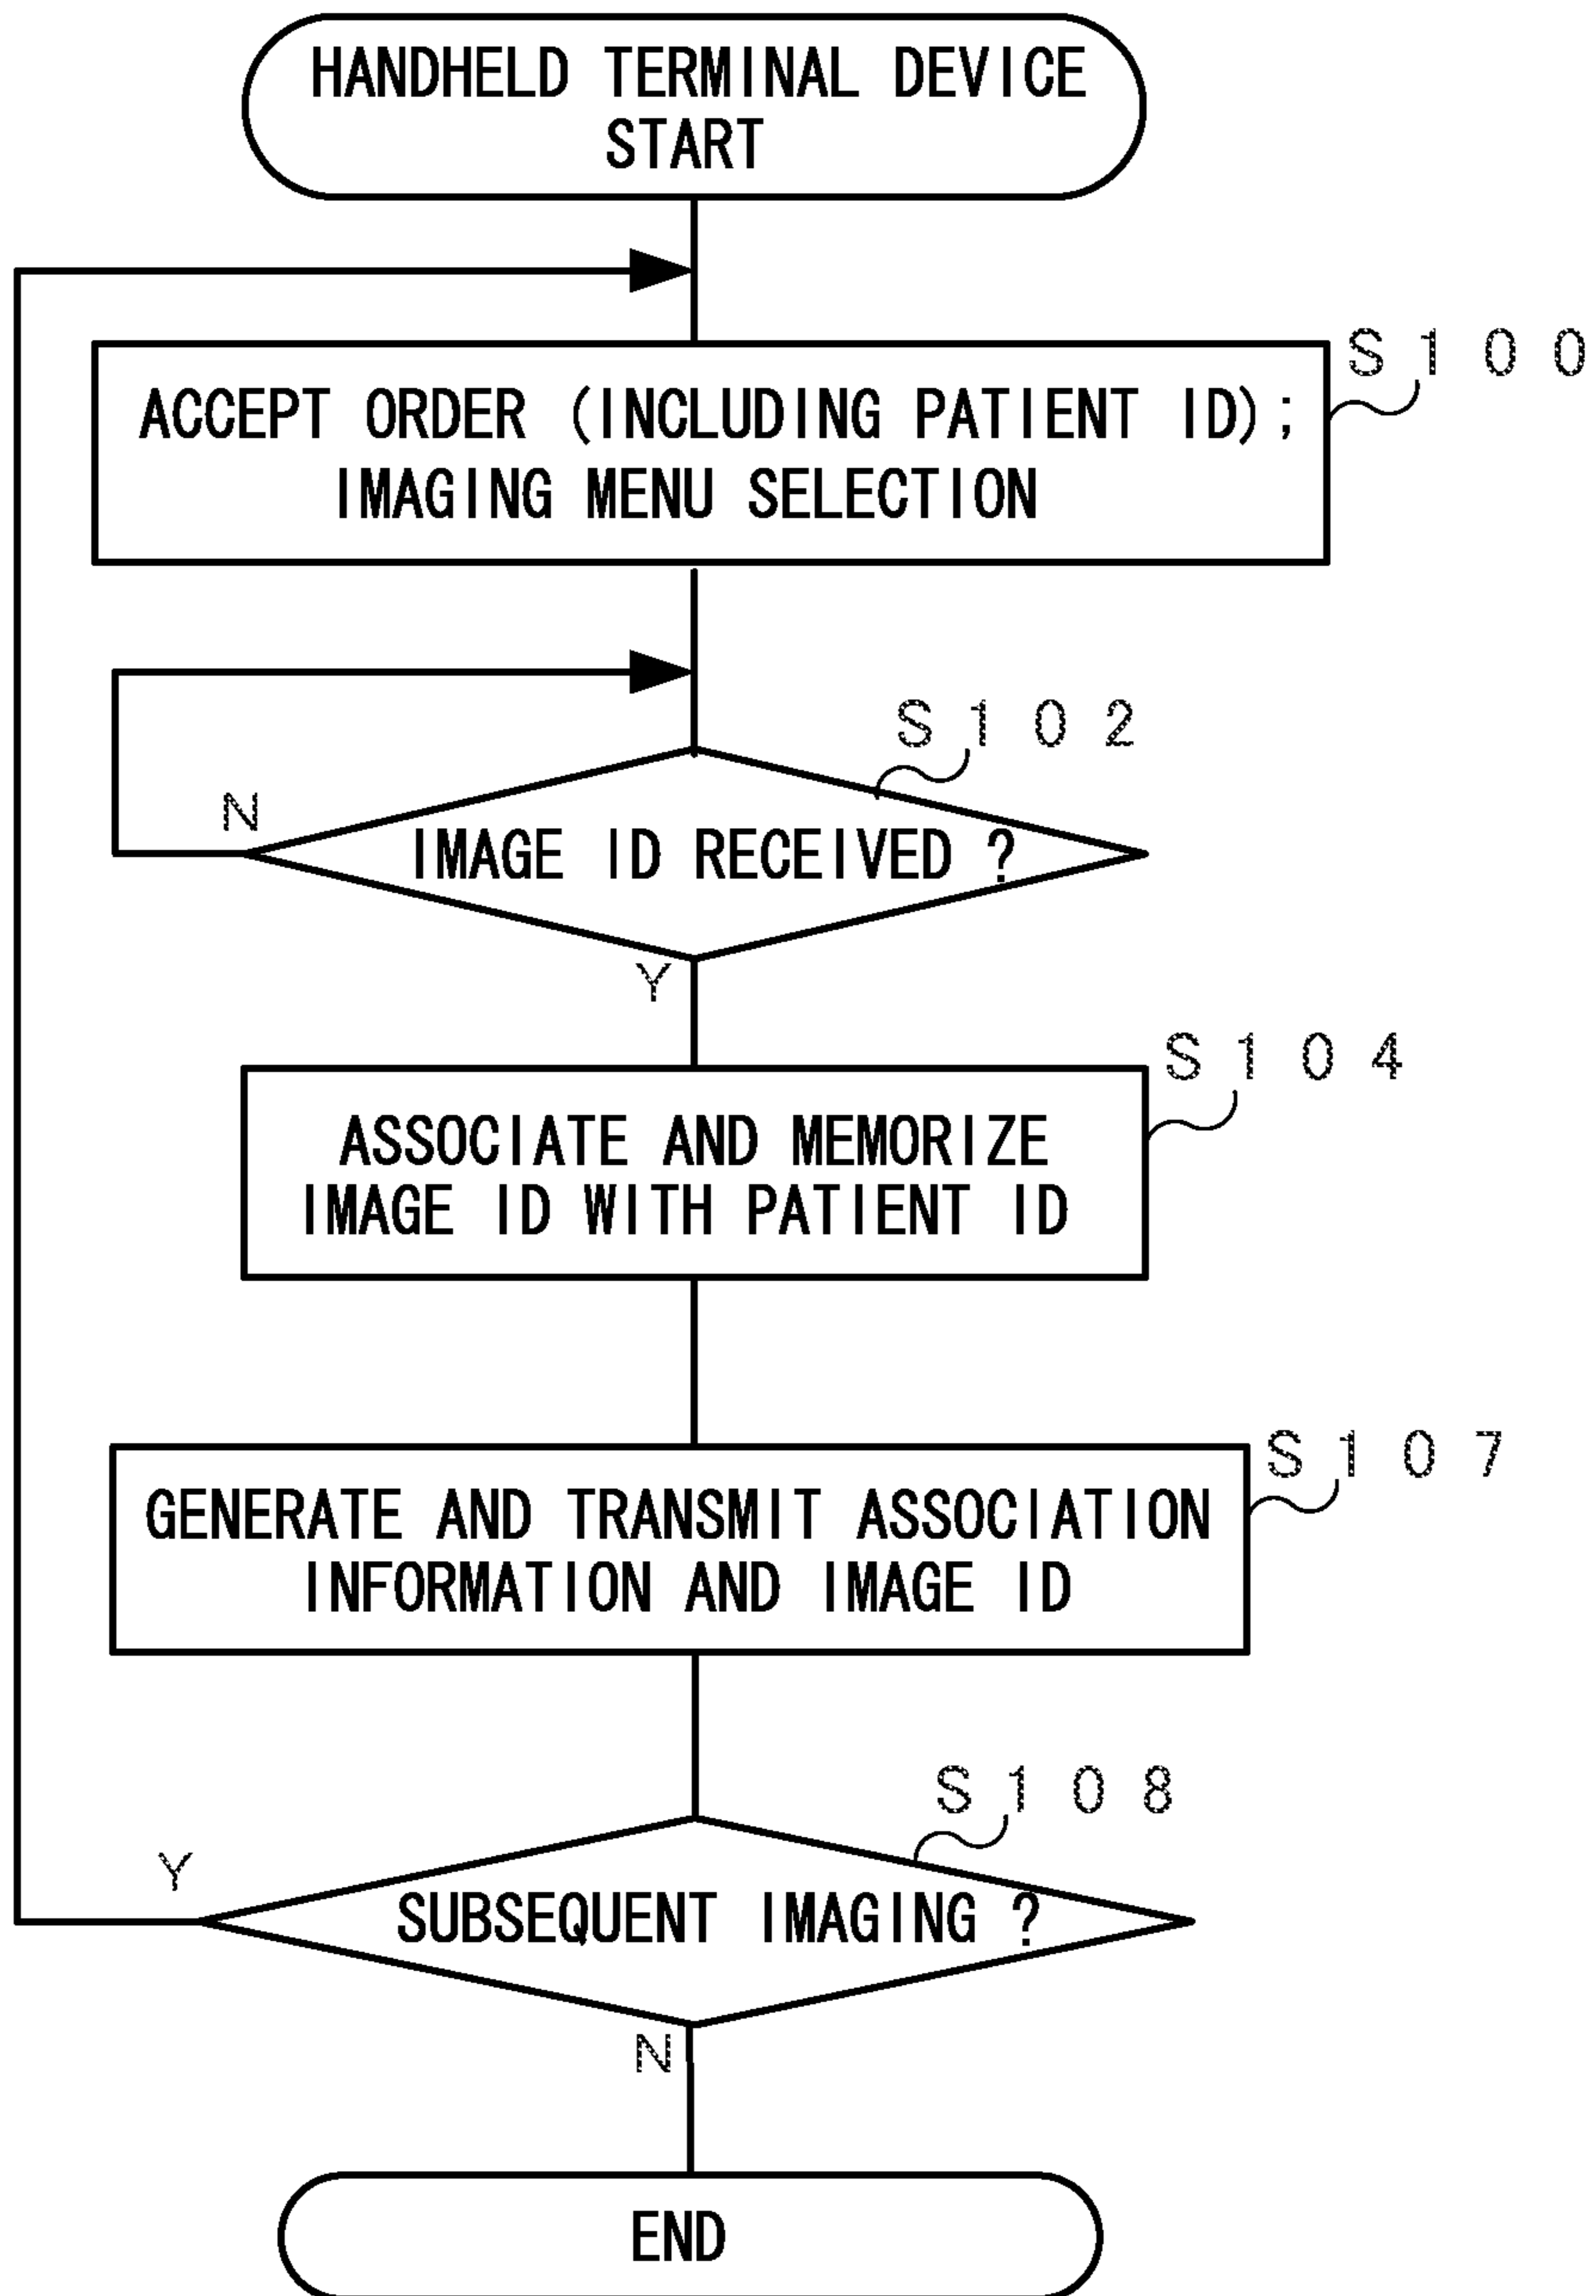 HANDHELD TERMINAL DEVICE
START
S100
ACCEPT ORDER (INCLUDING PATIENT ID);
IMAGING MENU SELECTION
S102
N
IMAGE ID RECEIVED ?
Y
S104
ASSOCIATE AND MEMORIZE
IMAGE ID WITH PATIENT ID
S107
GENERATE AND TRANSMIT ASSOCIATION
INFORMATION AND IMAGE ID
S108
Y
SUBSEQUENT IMAGING ?
N
END